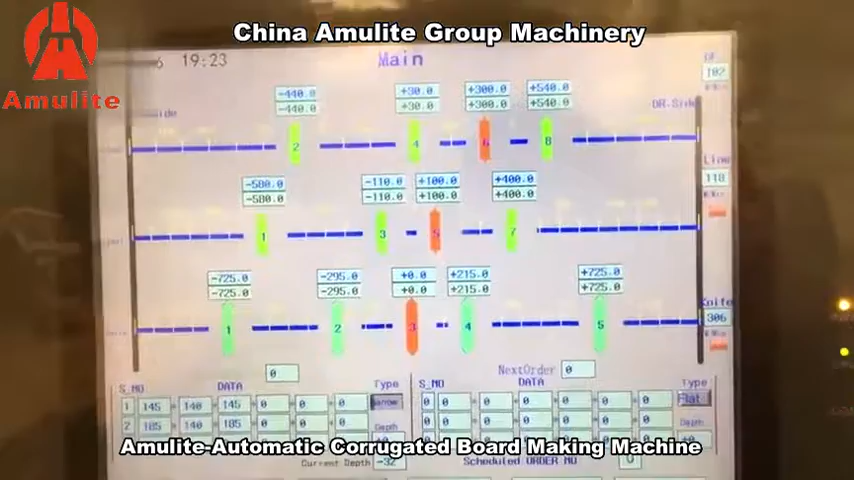 China Amulite Group Machinery
Amulite
19:23
Main
-440.0 +30.0 +300.0 +540.0
-440.0 +30.0 +300.0 +540.0
DR.Side
102
2 4 6 8
Line
118
-580.0 -110.0 +100.0 +400.0
-580.0 -110.0 +100.0 +400.0
1 3 5 7
-725.0 -295.0 +0.0 +215.0 +725.0
-725.0 -295.0 +0.0 +215.0 +725.0
Knife
306
1 2 3 4 5
0 NextOrder 0
S_NO DATA Type S_NO DATA Type
1 145 140 145 0 0 0 0 0 0 0 0 0 0 Flat
2 185 140 185 0 0 0 Depth 0 0 0 0 0 0 0 Depth
Amulite-Automatic Corrugated Board Making Machine
Current Depth -32 Scheduled ORDER NO 0